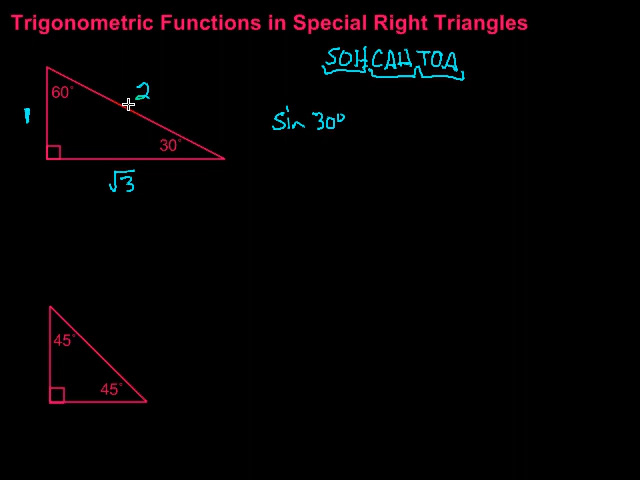 Trigonometric Functions in Special Right Triangles
SOHCAHTOA
60°
2
1
sin 30°
30°
√3
45°
45°